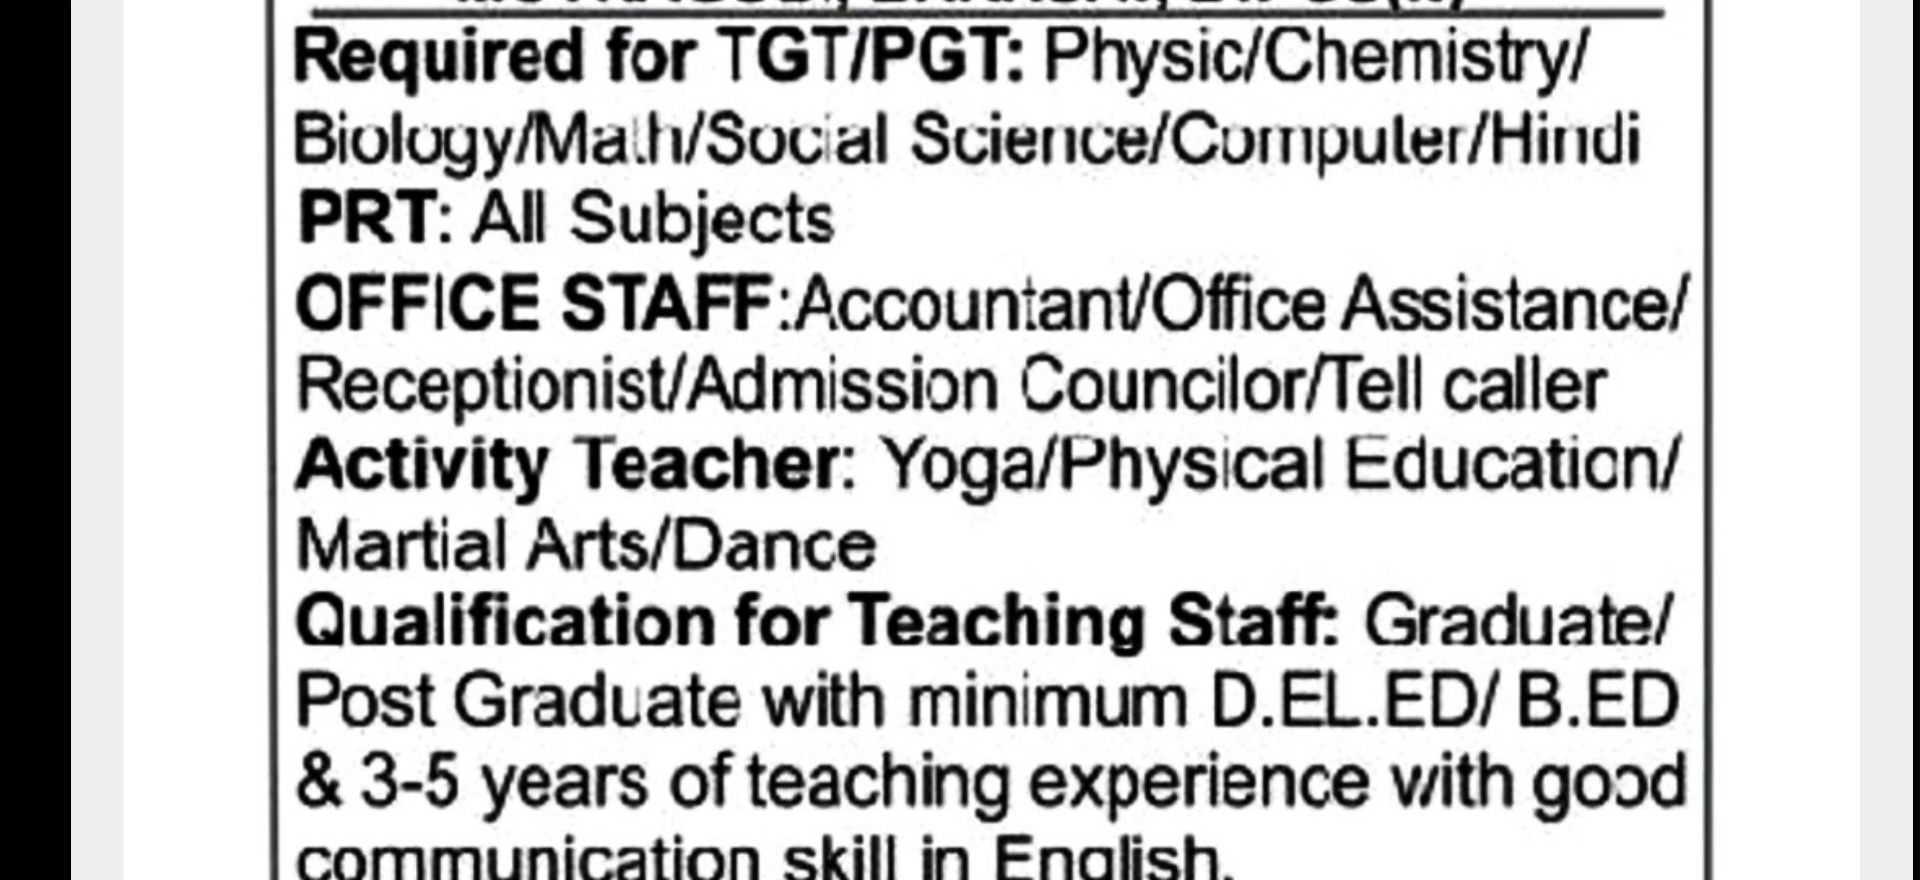 Required for TGT/PGT: Physic/Chemistry/
Biology/Math/Social Science/Computer/Hindi
PRT: All Subjects
OFFICE STAFF:Accountant/Office Assistance/
Receptionist/Admission Councilor/Tell caller
Activity Teacher: Yoga/Physical Education/
Martial Arts/Dance
Qualification for Teaching Staff: Graduate/
Post Graduate with minimum D.EL.ED/ B.ED
& 3-5 years of teaching experience with good
communication skill in English.